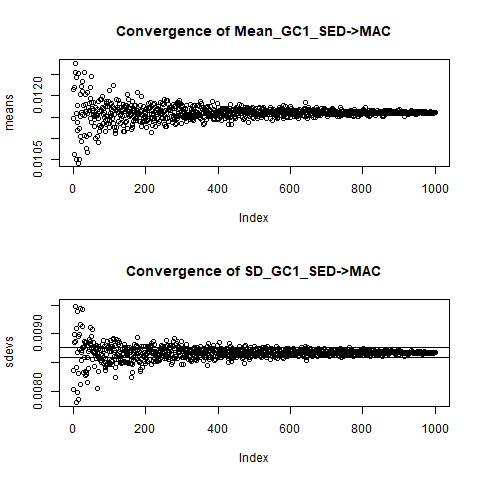 Convergence of Mean_GC1_SED->MAC
means
0.0120
0.0105
0 200 400 600 800 1000
Index
Convergence of SD_GC1_SED->MAC
sdevs
0.0090
0.0080
0 200 400 600 800 1000
Index